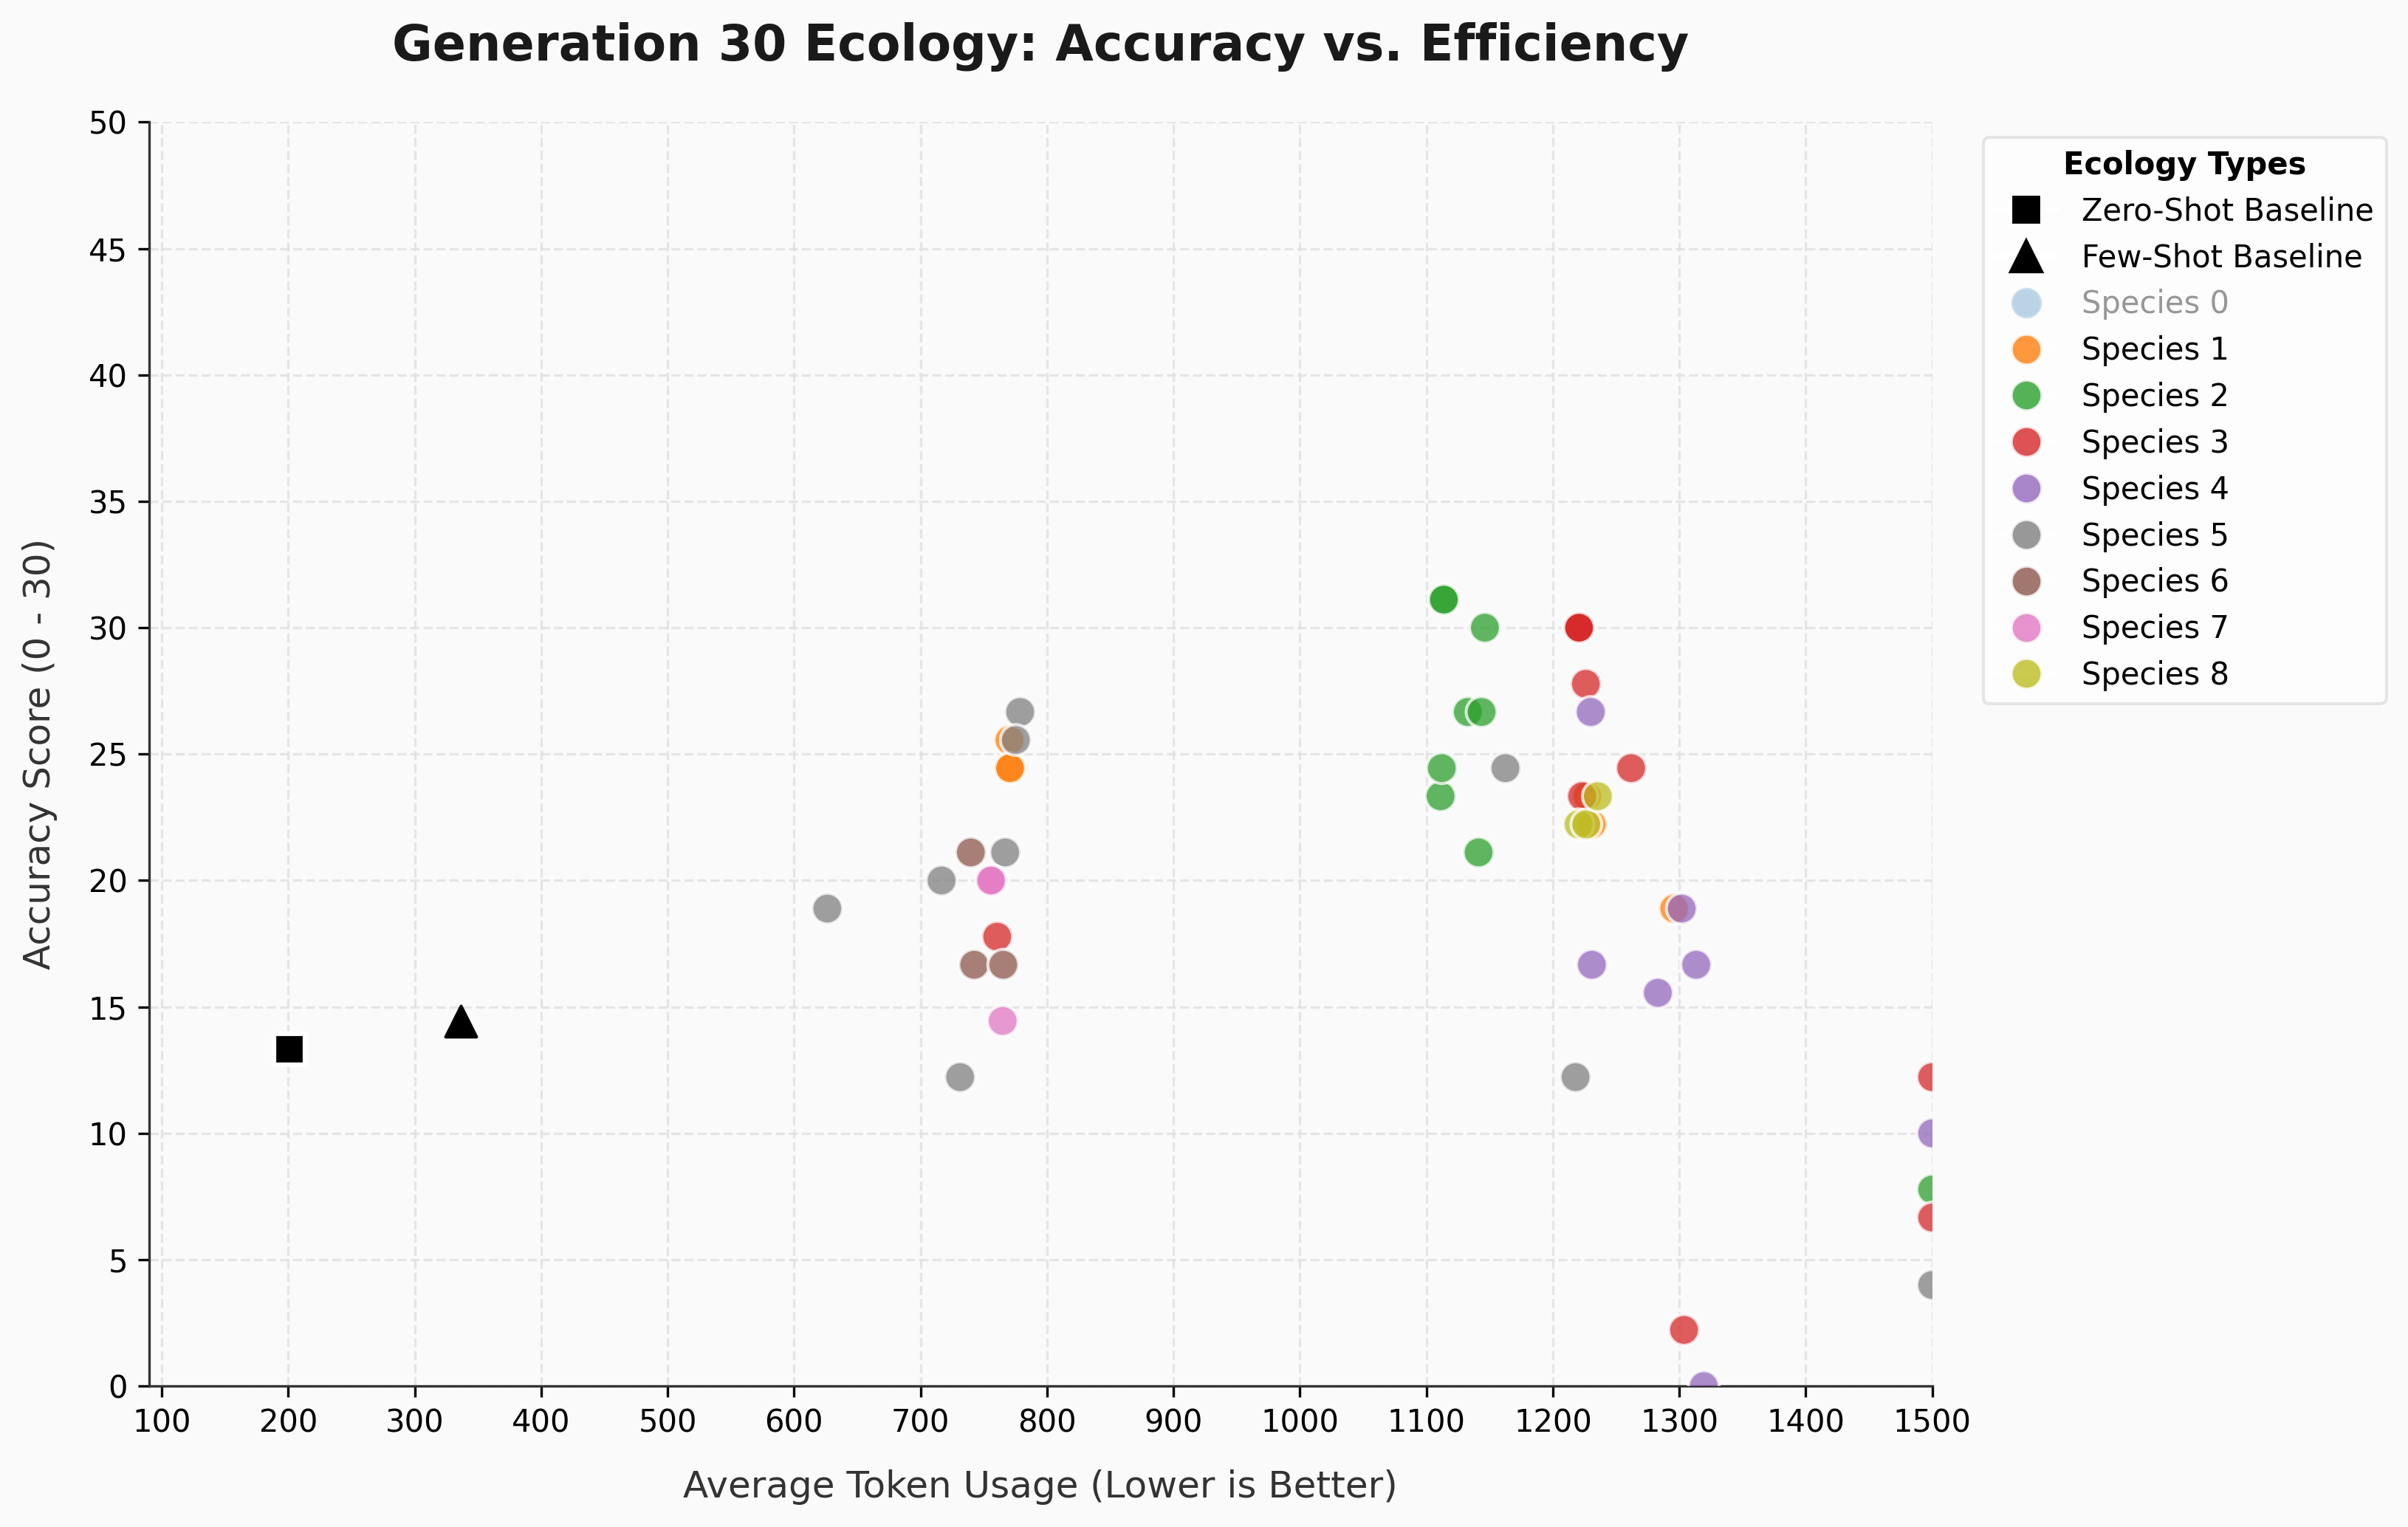 Generation 30 Ecology: Accuracy vs. Efficiency
50
45
40
35
30
25
20
15
10
5
0
Accuracy Score (0 - 30)
100 200 300 400 500 600 700 800 900 1000 1100 1200 1300 1400 1500
Average Token Usage (Lower is Better)
Ecology Types
Zero-Shot Baseline
Few-Shot Baseline
Species 0
Species 1
Species 2
Species 3
Species 4
Species 5
Species 6
Species 7
Species 8